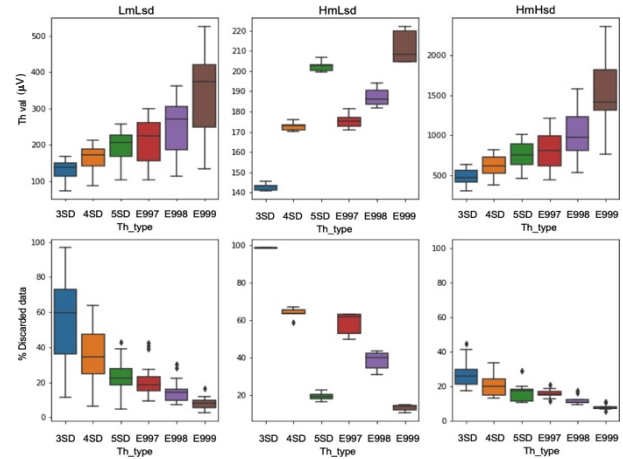 LmLsd
HmLsd
HmHsd
Th val (µV)
500
400
300
200
100
3SD 4SD 5SD E997 E998 E999
Th_type
220
210
200
190
180
170
160
150
140
3SD 4SD 5SD E997 E998 E999
Th_type
2000
1500
1000
500
3SD 4SD 5SD E997 E998 E999
Th_type
% Discarded data
100
80
60
40
20
0
3SD 4SD 5SD E997 E998 E999
Th_type
100
80
60
40
20
3SD 4SD 5SD E997 E998 E999
Th_type
100
80
60
40
20
0
3SD 4SD 5SD E997 E998 E999
Th_type